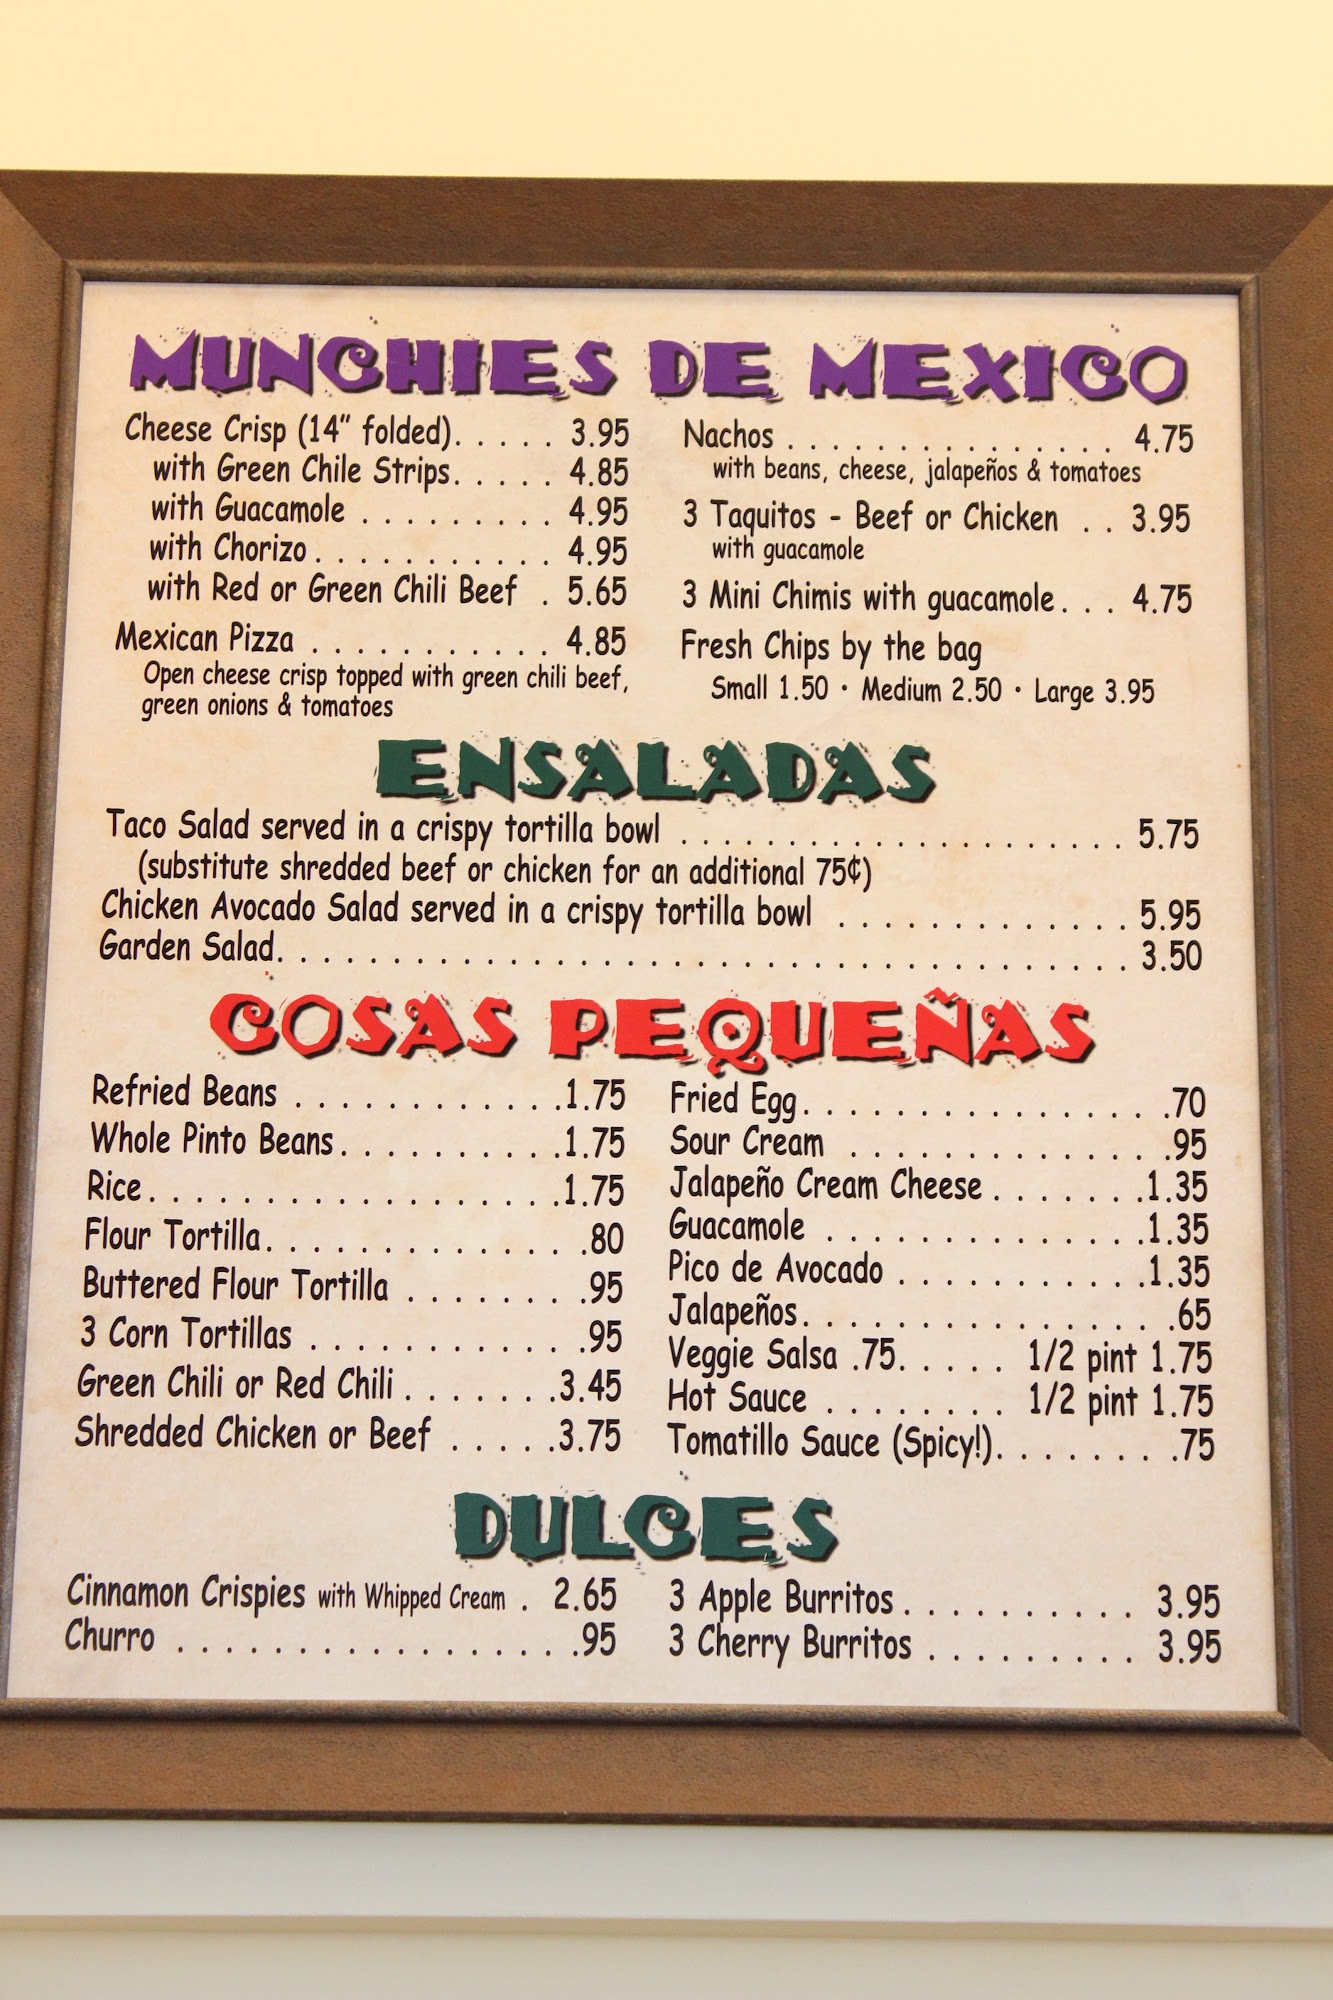 MUNCHIES DE MEXICO
Cheese Crisp (14" folded). . . . . 3.95
with Green Chile Strips. . . . . 4.85
with Guacamole . . . . . . . . . 4.95
with Chorizo . . . . . . . . . . . 4.95
with Red or Green Chili Beef . 5.65
Mexican Pizza . . . . . . . . . . . 4.85
Open cheese crisp topped with green chili beef,
green onions & tomatoes
Nachos . . . . . . . . . . . . . . . 4.75
with beans, cheese, jalapeños & tomatoes
3 Taquitos - Beef or Chicken . . 3.95
with guacamole
3 Mini Chimis with guacamole. . . 4.75
Fresh Chips by the bag
Small 1.50 • Medium 2.50 • Large 3.95
ENSALADAS
Taco Salad served in a crispy tortilla bowl . . . . . . . . . . . . . . . . . . . . . 5.75
(substitute shredded beef or chicken for an additional 75¢)
Chicken Avocado Salad served in a crispy tortilla bowl . . . . . . . . . . . . . . 5.95
Garden Salad. . . . . . . . . . . . . . . . . . . . . . . . . . . . . . . . . . . . . . . 3.50
COSAS PEQUEÑAS
Refried Beans . . . . . . . . . . . . .1.75
Whole Pinto Beans. . . . . . . . . . .1.75
Rice. . . . . . . . . . . . . . . . . . .1.75
Flour Tortilla. . . . . . . . . . . . . .80
Buttered Flour Tortilla . . . . . . . .95
3 Corn Tortillas . . . . . . . . . . . .95
Green Chili or Red Chili . . . . . . .3.45
Shredded Chicken or Beef . . . . .3.75
Fried Egg. . . . . . . . . . . . . . . . .70
Sour Cream . . . . . . . . . . . . . . .95
Jalapeño Cream Cheese . . . . . . .1.35
Guacamole . . . . . . . . . . . . . .1.35
Pico de Avocado . . . . . . . . . . .1.35
Jalapeños. . . . . . . . . . . . . . . . .65
Veggie Salsa .75. . . . . 1/2 pint 1.75
Hot Sauce . . . . . . . . 1/2 pint 1.75
Tomatillo Sauce (Spicy!). . . . . . . . .75
DULCES
Cinnamon Crispies with Whipped Cream . 2.65
Churro . . . . . . . . . . . . . . . . . .95
3 Apple Burritos . . . . . . . . . . . 3.95
3 Cherry Burritos . . . . . . . . . . 3.95